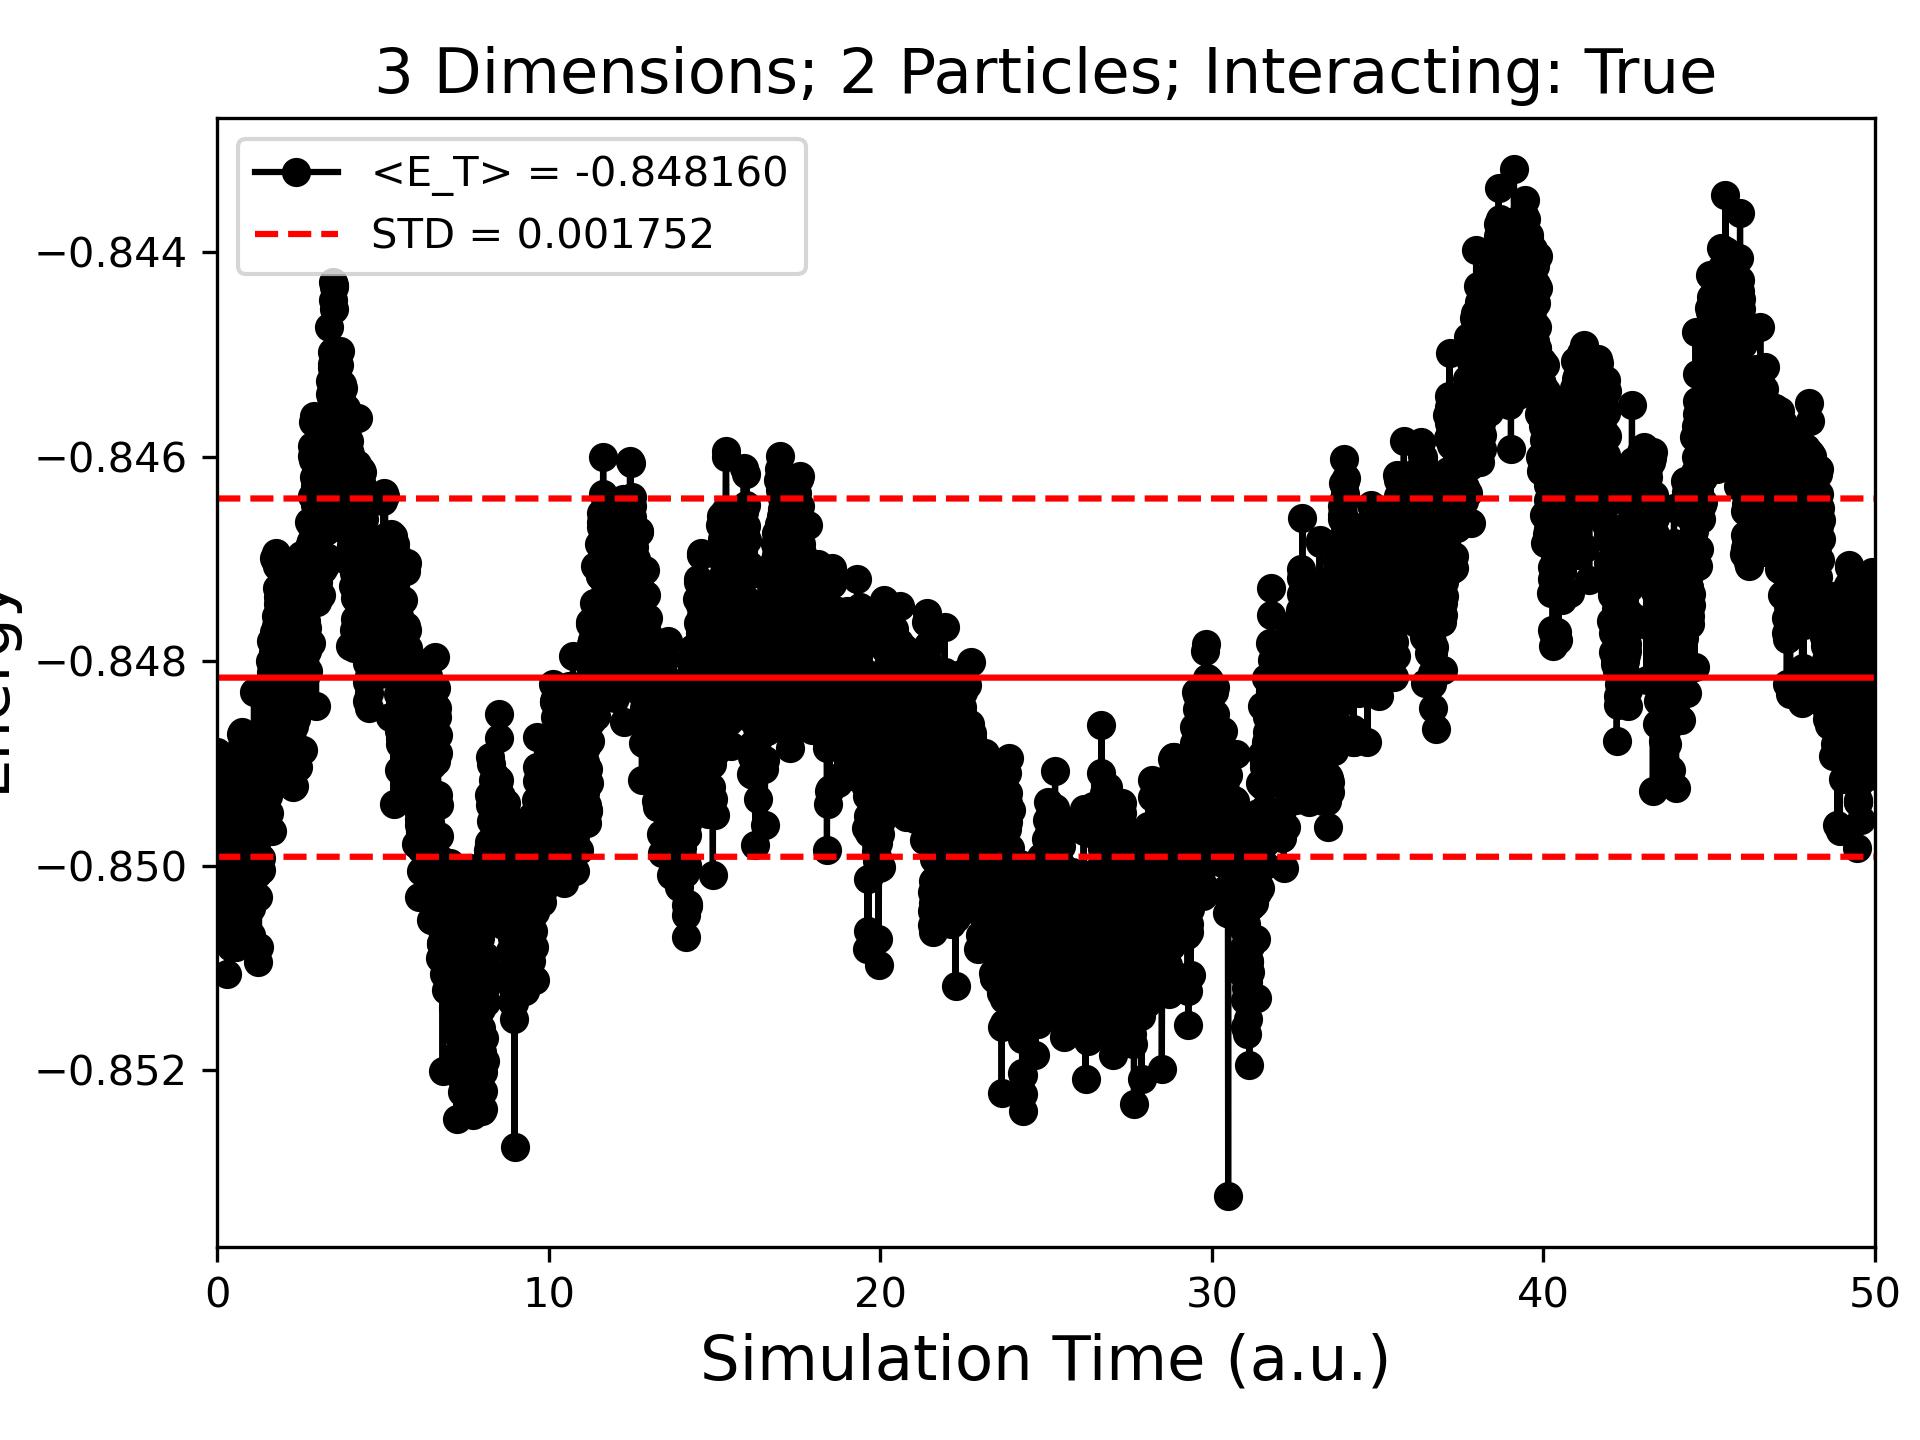 3 Dimensions; 2 Particles; Interacting: True
<E_T> = -0.848160
STD = 0.001752
Energy
−0.844
−0.846
−0.848
−0.850
−0.852
0 10 20 30 40 50
Simulation Time (a.u.)